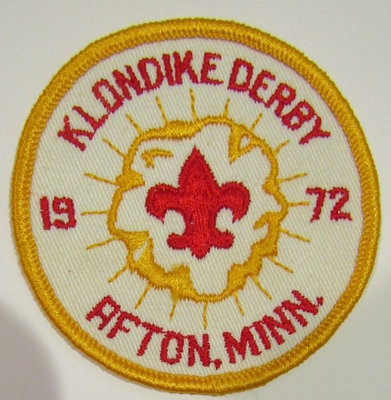 KLONDIKE DERBY
19 72
AFTON, MINN.